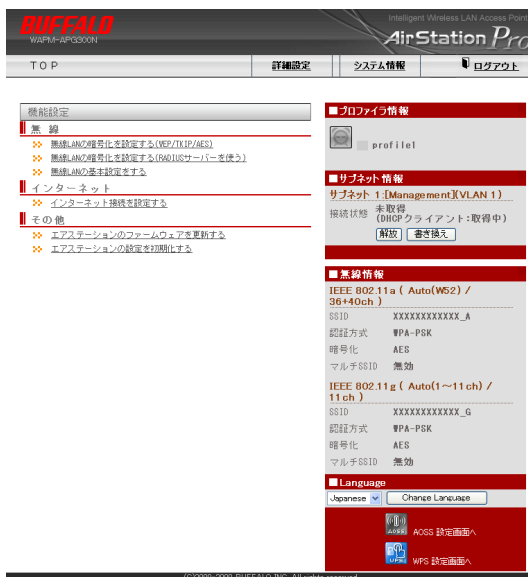 BUFFALO
WAPM-APG300N
Intelligent Wireless LAN Access Point
AirStation Pro
TOP
詳細設定
システム情報
ログアウト
機能設定
無 線
無線LANの暗号化を設定する(WEP/TKIP/AES)
無線LANの暗号化を設定する(RADIUSサーバーを使う)
無線LANの基本設定をする
インターネット
インターネット接続を設定する
その他
エアステーションのファームウェアを更新する
エアステーションの設定を初期化する
■プロファイラ情報
profile1
■サブネット情報
サブネット 1:[Management](VLAN 1)
接続状態 未取得
(DHCPクライアント:取得中)
解放 書き換え
■無線情報
IEEE 802.11a ( Auto(W52) /
36+40ch )
SSID XXXXXXXXXXXX_A
認証方式 WPA-PSK
暗号化 AES
マルチSSID 無効
IEEE 802.11g ( Auto(1～11ch) /
11ch )
SSID XXXXXXXXXXXX_G
認証方式 WPA-PSK
暗号化 AES
マルチSSID 無効
■Language
Japanese Change Language
AOSS AOSS 設定画面へ
WPS WPS 設定画面へ